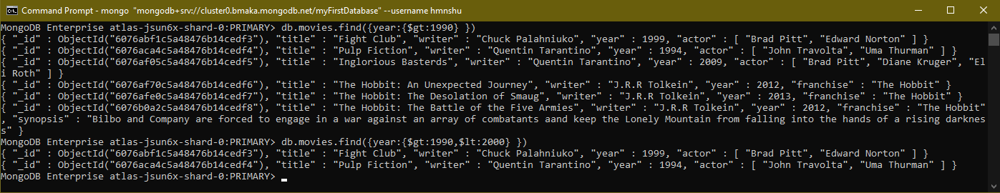 Command Prompt - mongo "mongodb+srv://cluster0.bmaka.mongodb.net/myFirstDatabase" --username hmnshu
MongoDB Enterprise atlas-jsun6x-shard-0:PRIMARY> db.movies.find({year:{$gt:1990} })
{ "_id" : ObjectId("6076abf1c5a48476b14cedf3"), "title" : "Fight Club", "writer" : "Chuck Palahniuko", "year" : 1999, "actor" : [ "Brad Pitt", "Edward Norton" ] }
{ "_id" : ObjectId("6076aca4c5a48476b14cedf4"), "title" : "Pulp Fiction", "writer" : "Quentin Tarantino", "year" : 1994, "actor" : [ "John Travolta", "Uma Thurman" ] }
{ "_id" : ObjectId("6076af05c5a48476b14cedf5"), "title" : "Inglorious Basterds", "writer" : "Quentin Tarantino", "year" : 2009, "actor" : [ "Brad Pitt", "Diane Kruger", "El
i Roth" ] }
{ "_id" : ObjectId("6076af70c5a48476b14cedf6"), "title" : "The Hobbit: An Unexpected Journey", "writer" : "J.R.R Tolkein", "year" : 2012, "franchise" : "The Hobbit" }
{ "_id" : ObjectId("6076afe0c5a48476b14cedf7"), "title" : "The Hobbit: The Desolation of Smaug", "writer" : "J.R.R Tolkein", "year" : 2013, "franchise" : "The Hobbit" }
{ "_id" : ObjectId("6076b0a2c5a48476b14cedf8"), "title" : "The Hobbit: The Battle of the Five Armies", "writer" : "J.R.R Tolkein", "year" : 2012, "franchise" : "The Hobbit"
, "synopsis" : "Bilbo and Company are forced to engage in a war against an array of combatants aand keep the Lonely Mountain from falling into the hands of a rising darknes
s" }
MongoDB Enterprise atlas-jsun6x-shard-0:PRIMARY> db.movies.find({year:{$gt:1990,$lt:2000} })
{ "_id" : ObjectId("6076abf1c5a48476b14cedf3"), "title" : "Fight Club", "writer" : "Chuck Palahniuko", "year" : 1999, "actor" : [ "Brad Pitt", "Edward Norton" ] }
{ "_id" : ObjectId("6076aca4c5a48476b14cedf4"), "title" : "Pulp Fiction", "writer" : "Quentin Tarantino", "year" : 1994, "actor" : [ "John Travolta", "Uma Thurman" ] }
MongoDB Enterprise atlas-jsun6x-shard-0:PRIMARY>